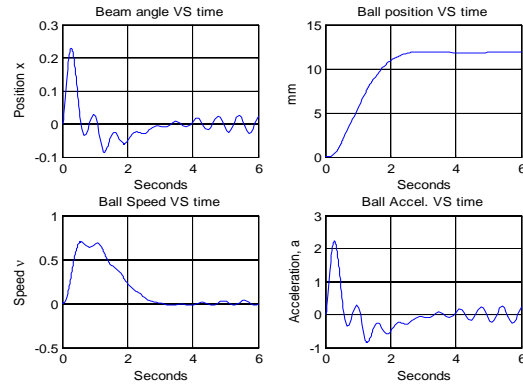 Beam angle VS time
0.3
0.2
0.1
0
-0.1
Position x
0
2
4
6
Seconds
Ball position VS time
15
10
5
0
mm
0
2
4
6
Seconds
Ball Speed VS time
1
0.5
0
-0.5
Speed v
0
2
4
6
Seconds
Ball Accel. VS time
3
2
1
0
-1
Acceleration, a
0
2
4
6
Seconds